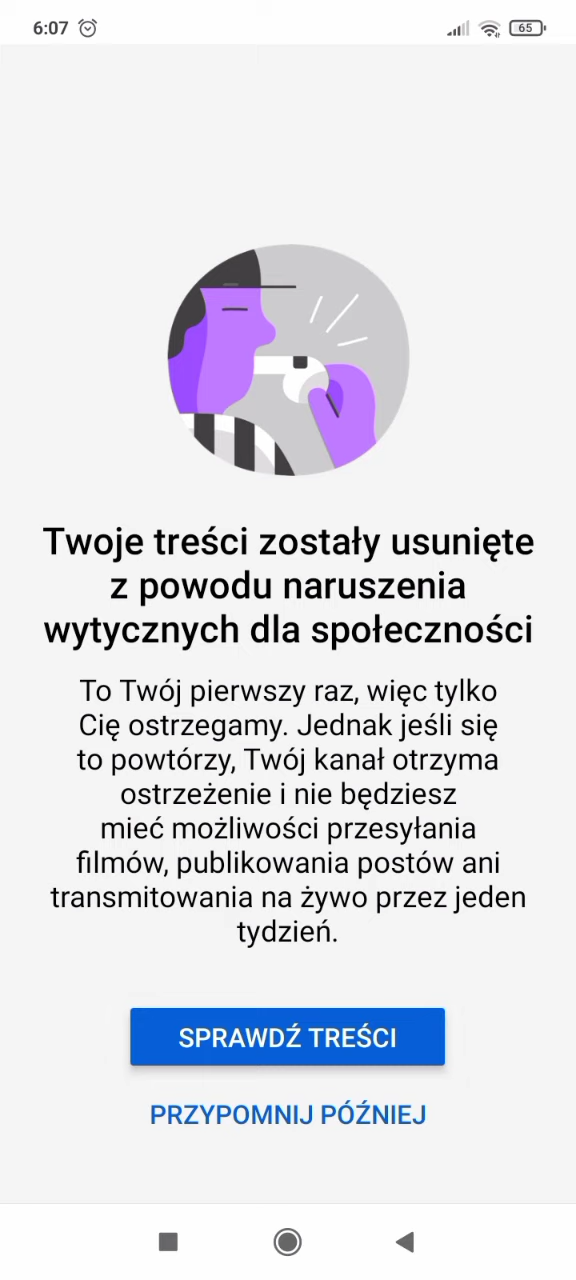 6:07
65
Twoje treści zostały usunięte
z powodu naruszenia
wytycznych dla społeczności
To Twój pierwszy raz, więc tylko
Cię ostrzegamy. Jednak jeśli się
to powtórzy, Twój kanał otrzyma
ostrzeżenie i nie będziesz
mieć możliwości przesyłania
filmów, publikowania postów ani
transmitowania na żywo przez jeden
tydzień.
SPRAWDŹ TREŚCI
PRZYPOMNIJ PÓŹNIEJ